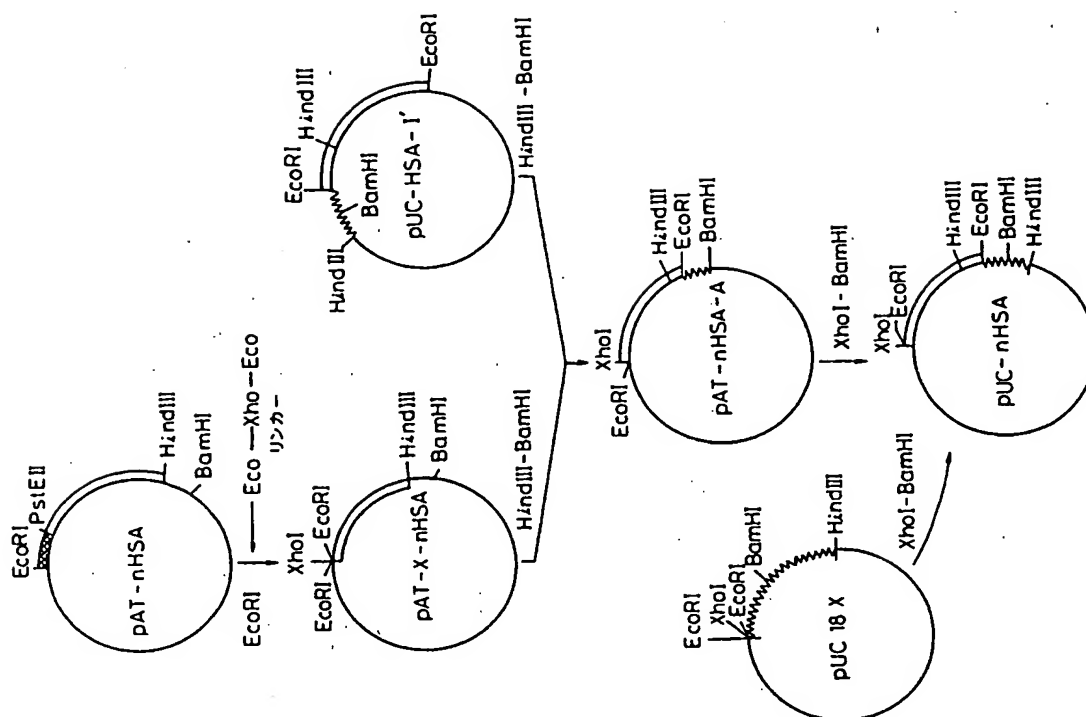 EcoRI
PstEII
HindIII
BamHI
pAT-nHSA
EcoRI
Eco—Xho—Eco
リンカー
XhoI
EcoRI
EcoRI
HindIII
BamHI
pAT-X-nHSA
HindIII-BamHI
EcoRI
HindIII
HindIII
BamHI
EcoRI
pUC-HSA-I'
HindIII-BamHI
XhoI
EcoRI
HindIII
EcoRI
BamHI
pAT-nHSA-A
XhoI-BamHI
EcoRI
XhoI
EcoRI
BamHI
HindIII
pUC 18 X
XhoI-BamHI
XhoI
EcoRI
HindIII
EcoRI
BamHI
HindIII
pUC-nHSA